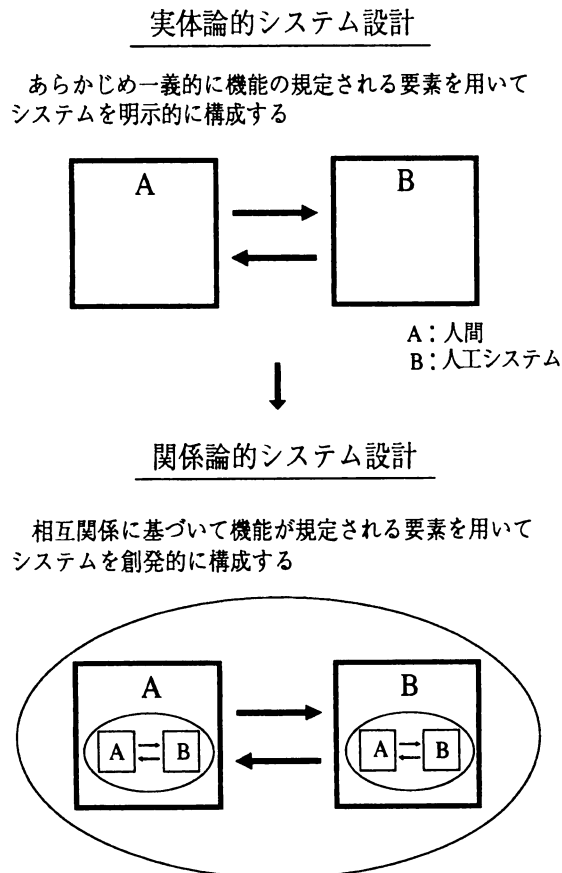 実体論的システム設計
あらかじめ一義的に機能の規定される要素を用いて
システムを明示的に構成する
A B
A：人間
B：人工システム
関係論的システム設計
相互関係に基づいて機能が規定される要素を用いて
システムを創発的に構成する
A B
A B A B